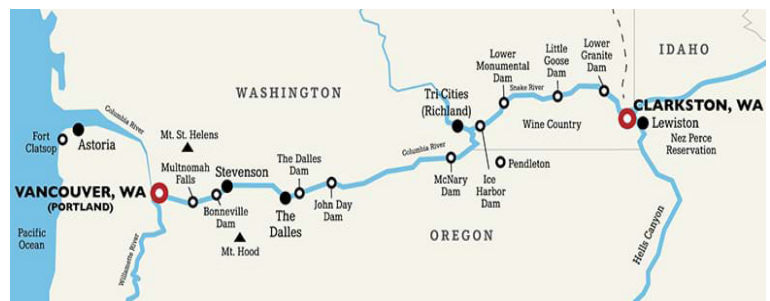 IDAHO
Lower
Granite
Dam
Little
Goose
Dam
Lower
Monumental
Dam
Snake River
WASHINGTON
Tri Cities
(Richland)
CLARKSTON, WA
Lewiston
Nez Perce
Reservation
Wine Country
Columbia River
Fort
Clatsop
Astoria
Mt. St. Helens
Columbia River
Pendleton
McNary
Dam
Ice
Harbor
Dam
The Dalles
Dam
Stevenson
Multnomah
Falls
VANCOUVER, WA
(PORTLAND)
Bonneville
Dam
The
Dalles
John Day
Dam
Pacific
Ocean
Willamette River
Mt. Hood
OREGON
Hells Canyon